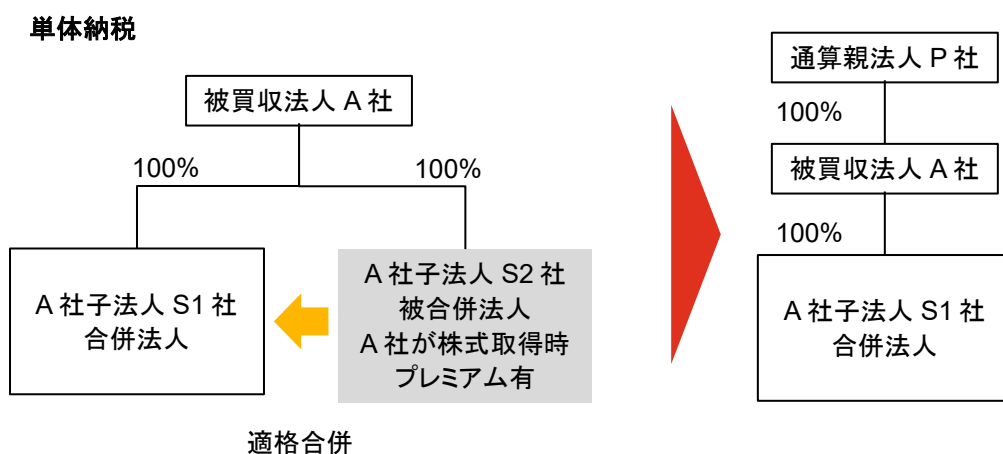 単体納税
被買収法人 A 社
100%
100%
A 社子法人 S1 社
合併法人
A 社子法人 S2 社
被合併法人
A 社が株式取得時
プレミアム有
適格合併
通算親法人 P 社
100%
被買収法人 A 社
100%
A 社子法人 S1 社
合併法人